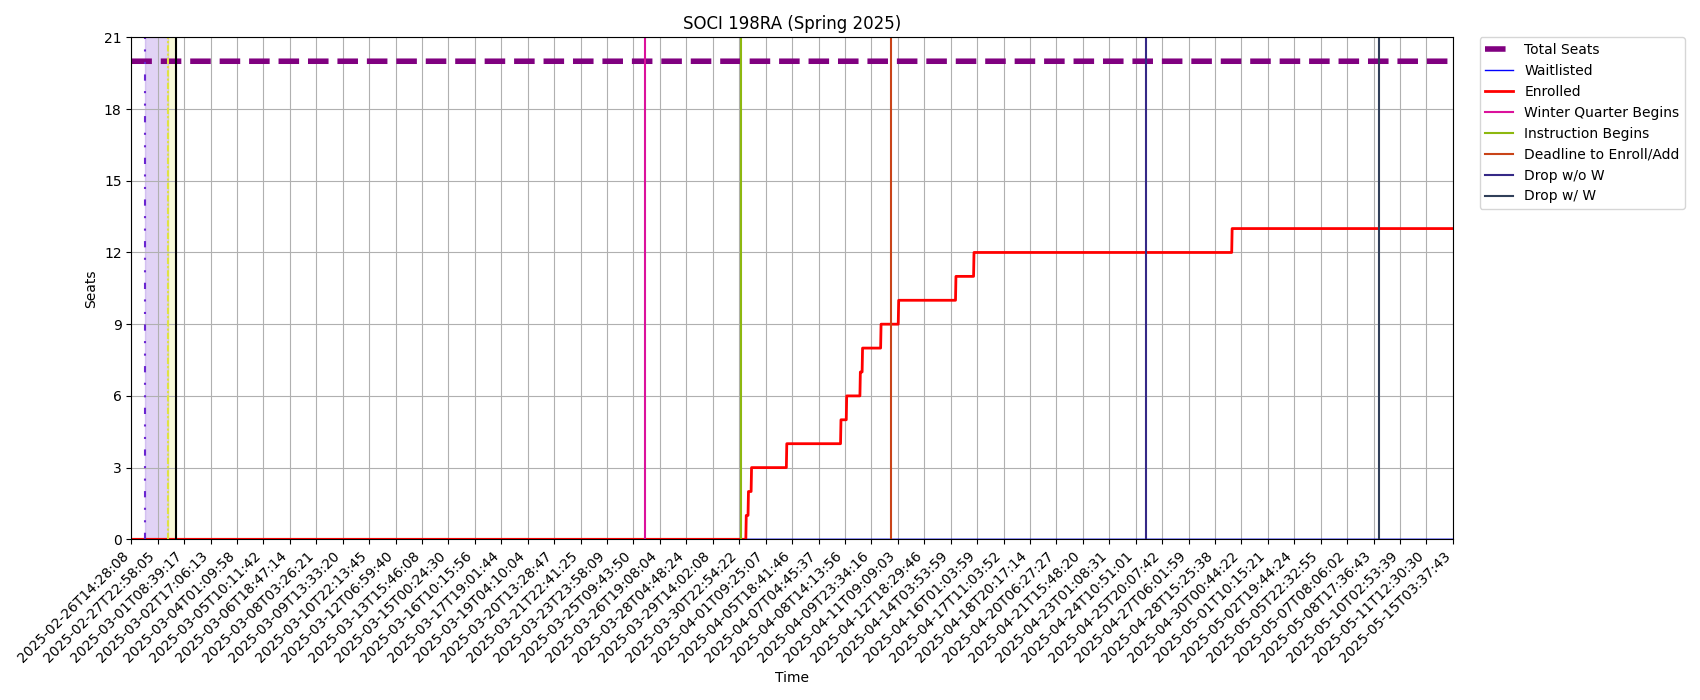 SOCI 198RA (Spring 2025)
21
18
15
12
9
6
3
0
Seats
2025-02-26T14:28:08
2025-02-27T22:58:05
2025-03-01T08:39:17
2025-03-02T17:06:13
2025-03-04T01:09:58
2025-03-05T10:11:42
2025-03-06T18:47:14
2025-03-08T03:26:21
2025-03-09T13:33:20
2025-03-10T22:13:45
2025-03-12T06:59:40
2025-03-13T15:46:08
2025-03-15T00:24:30
2025-03-16T10:15:56
2025-03-17T19:01:44
2025-03-19T04:10:04
2025-03-20T13:28:47
2025-03-21T22:41:25
2025-03-23T23:58:09
2025-03-25T09:43:50
2025-03-26T19:08:04
2025-03-28T04:48:24
2025-03-29T14:02:08
2025-03-30T22:54:22
2025-04-01T09:25:07
2025-04-05T18:41:46
2025-04-07T04:45:37
2025-04-08T14:13:56
2025-04-09T23:34:16
2025-04-11T09:09:03
2025-04-12T18:29:46
2025-04-14T03:53:59
2025-04-16T01:03:59
2025-04-17T11:03:52
2025-04-18T20:17:14
2025-04-20T06:27:27
2025-04-21T15:48:20
2025-04-23T01:08:31
2025-04-24T10:51:01
2025-04-25T20:07:42
2025-04-27T06:01:59
2025-04-28T15:25:38
2025-04-30T00:44:22
2025-05-01T10:15:21
2025-05-02T19:44:24
2025-05-05T22:32:55
2025-05-07T08:06:02
2025-05-08T17:36:43
2025-05-10T02:53:39
2025-05-11T12:30:30
2025-05-15T03:37:43
Time
Total Seats
Waitlisted
Enrolled
Winter Quarter Begins
Instruction Begins
Deadline to Enroll/Add
Drop w/o W
Drop w/ W